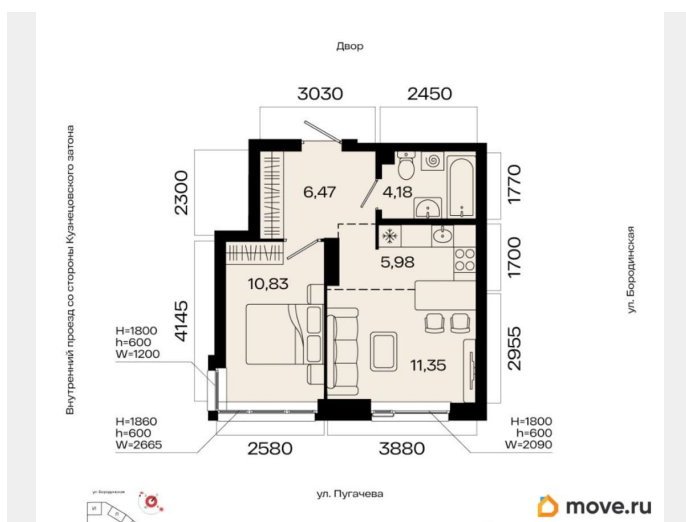 Двор
3030
2450
Внутренний проезд со стороны Кузнецовского затона
2300
6,47
4,18
1770
5,98
1700
ул. Бородинская
10,83
4145
H=1800
h=600
W=1200
2955
11,35
H=1860
h=600
W=2665
2580
3880
H=1800
h=600
W=2090
ул. Пугачева
ул. Бородинская
move.ru